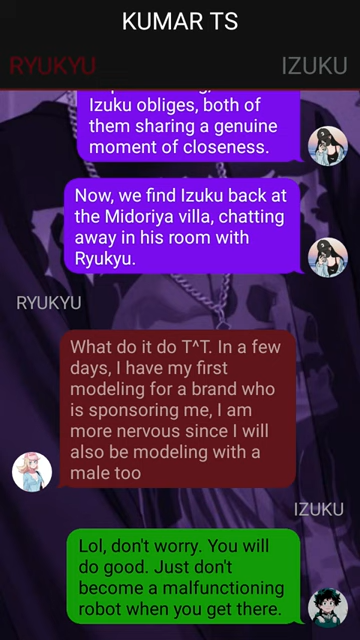 KUMAR TS
RYUKYU
IZUKU
Izuku obliges, both of
them sharing a genuine
moment of closeness.
Now, we find Izuku back at
the Midoriya villa, chatting
away in his room with
Ryukyu.
RYUKYU
What do it do T^T. In a few
days, I have my first
modeling for a brand who
is sponsoring me, I am
more nervous since I will
also be modeling with a
male too
IZUKU
Lol, don't worry. You will
do good. Just don't
become a malfunctioning
robot when you get there.